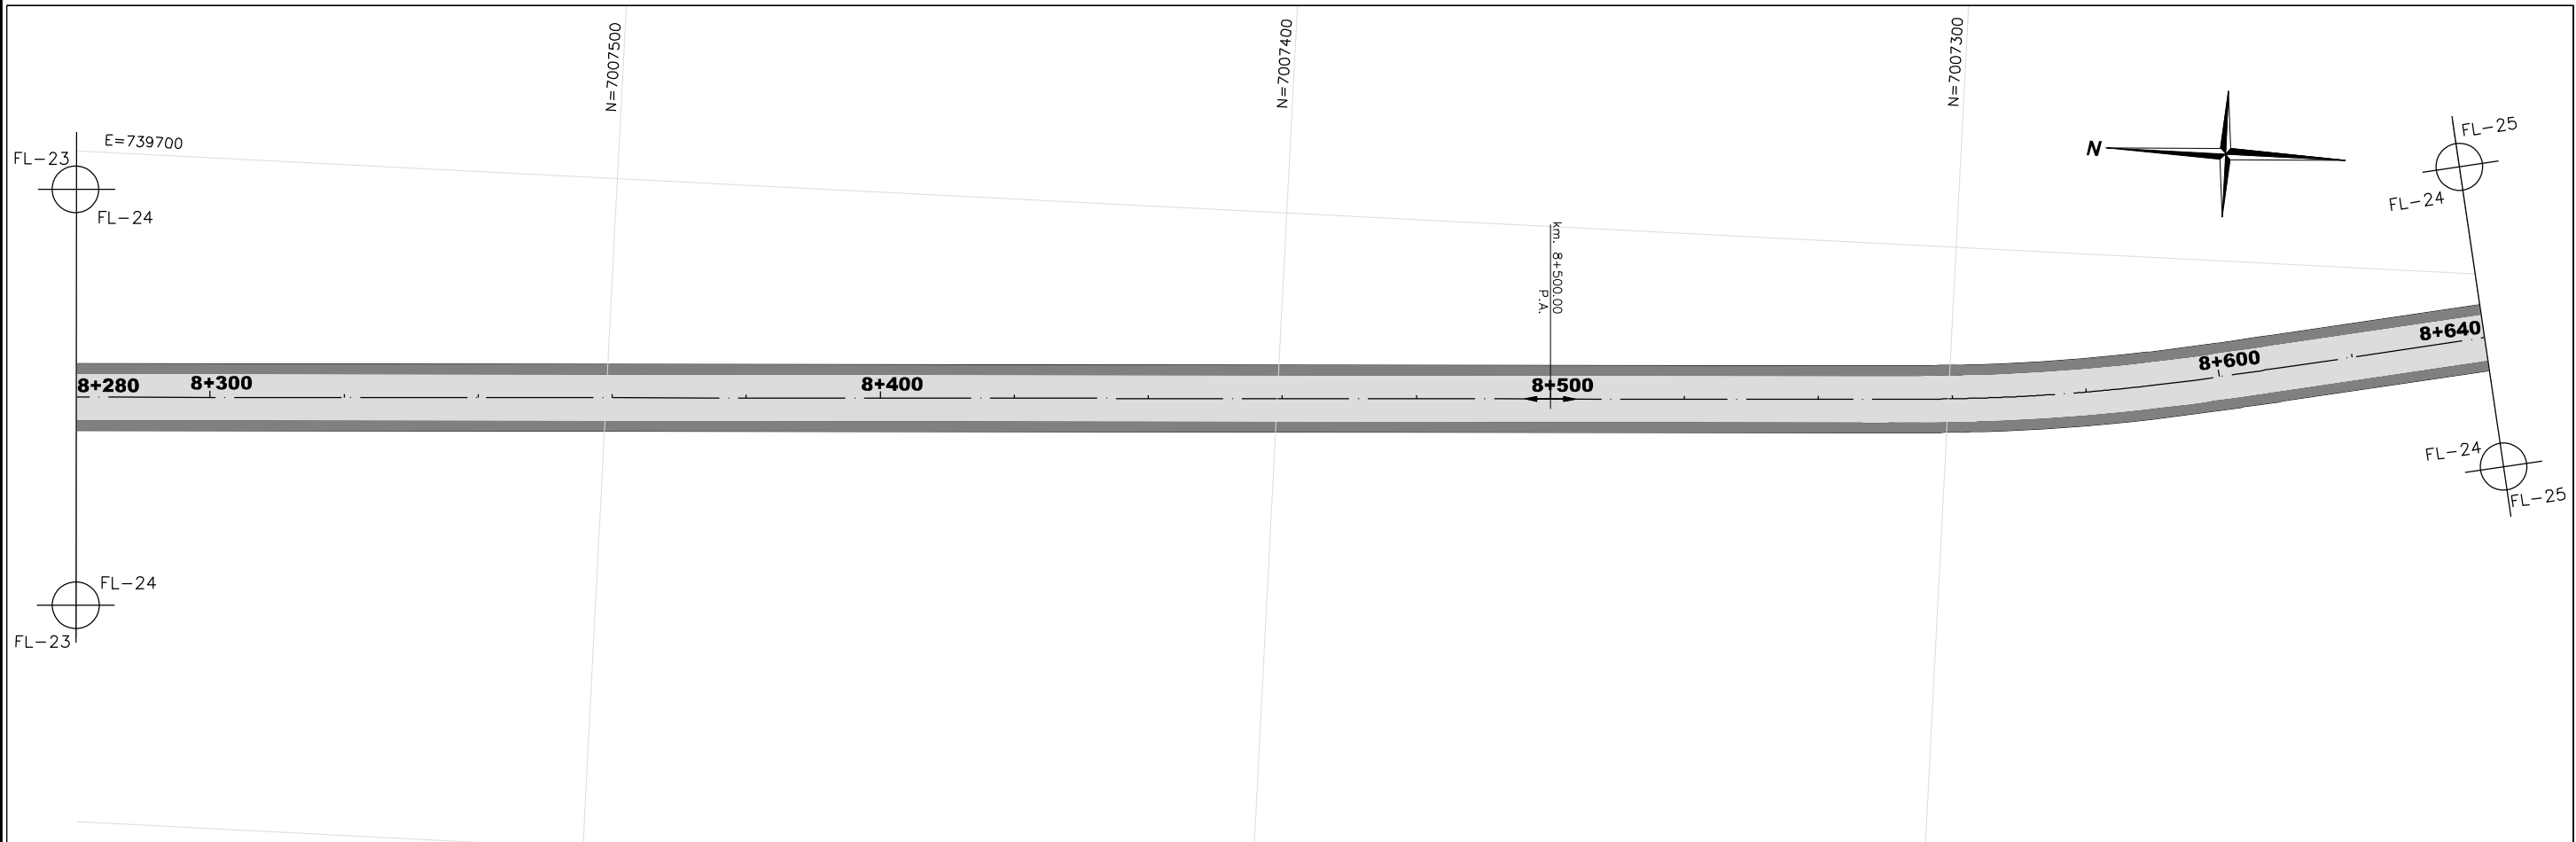 N=7007500
N=7007400
N=7007300
E=739700
FL-23
FL-24
N
FL-25
FL-24
km. 8+500.00
P.A.
8+280
8+300
8+400
8+500
8+600
8+640
FL-24
FL-25
FL-24
FL-23